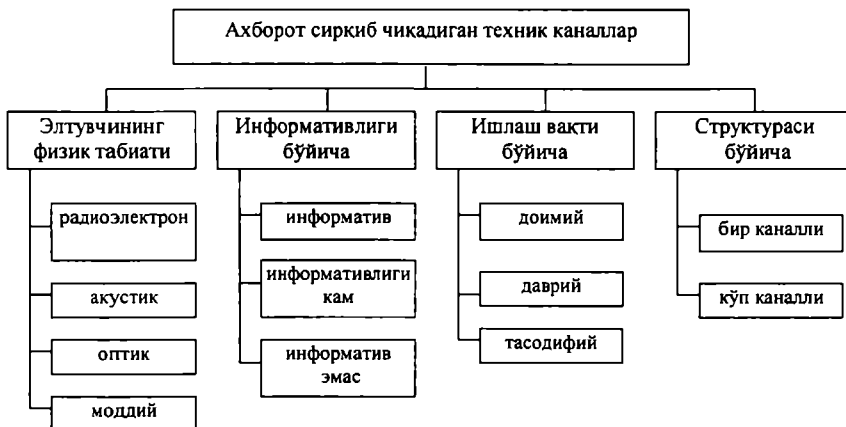 Ахборот сирқиб чиқадиган техник каналлар
Элтувчининг
физик табиати
радиоэлектрон
акустик
оптик
моддий
Информативлиги
бўйича
информатив
информативлиги
кам
информатив
эмас
Ишлаш вақти
бўйича
доимий
даврий
тасодифий
Структураси
бўйича
бир каналли
кўп каналли